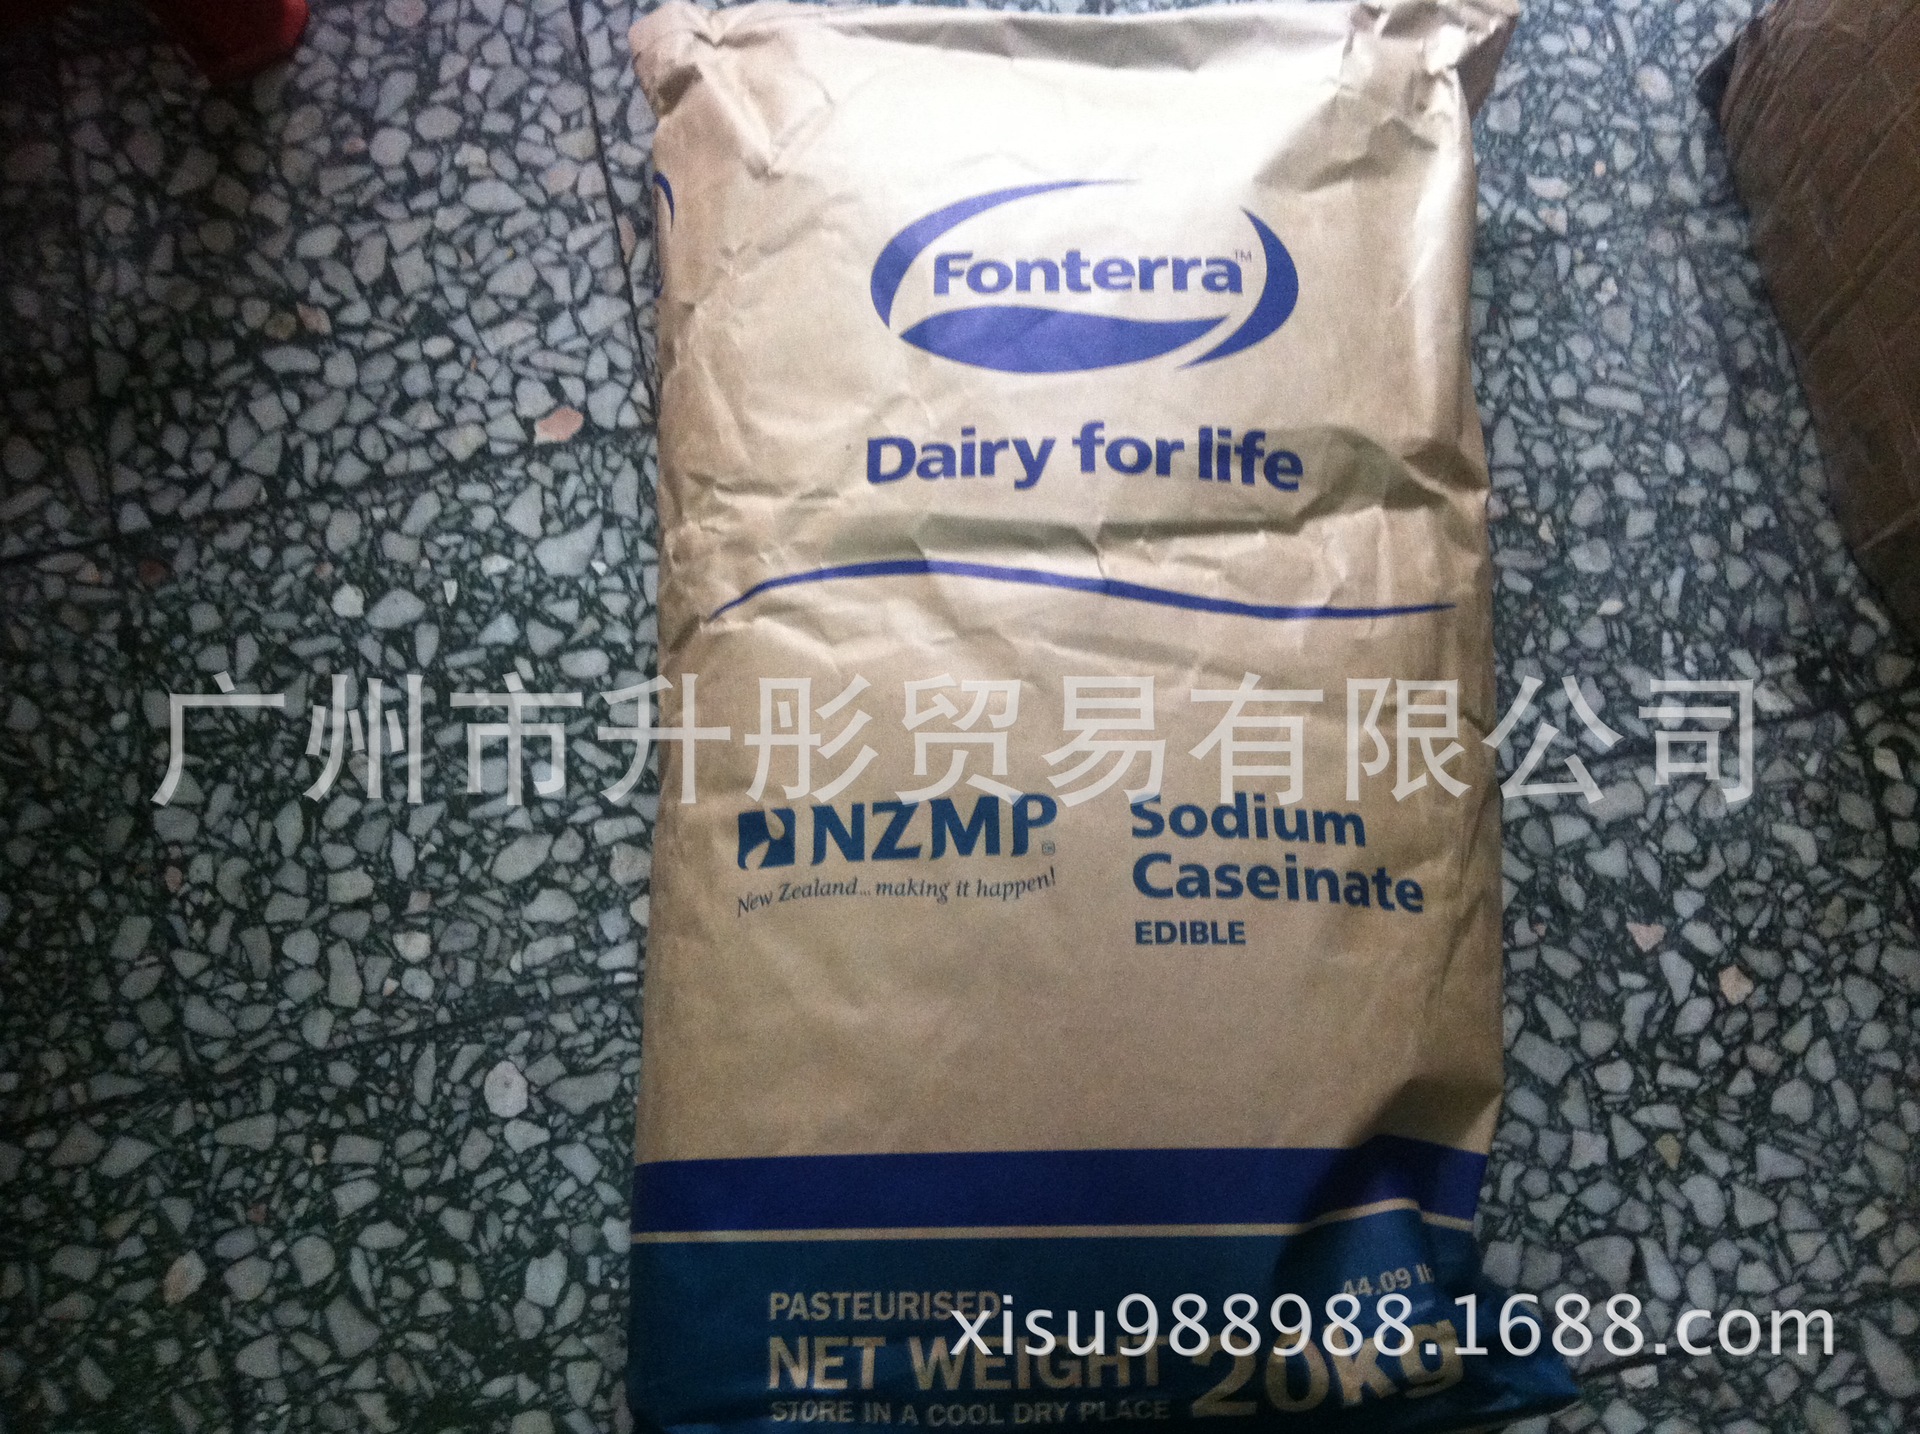 Fonterra™
Dairy for life
广州市升彤贸易有限公司
NZMP
New Zealand... making it happen!
Sodium
Caseinate
EDIBLE
PASTEURISED
44.09 lb
xisu988988.1688.com
NET WEIGHT 20kg
STORE IN A COOL DRY PLACE